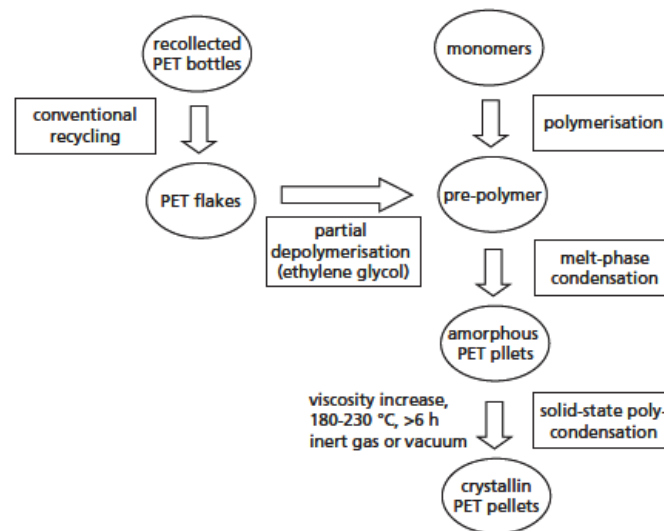 recollected
PET bottles
monomers
conventional
recycling
polymerisation
PET flakes
pre-polymer
partial
depolymerisation
(ethylene glycol)
melt-phase
condensation
amorphous
PET pllets
viscosity increase,
180-230 °C, >6 h
inert gas or vacuum
solid-state poly-
condensation
crystallin
PET pellets